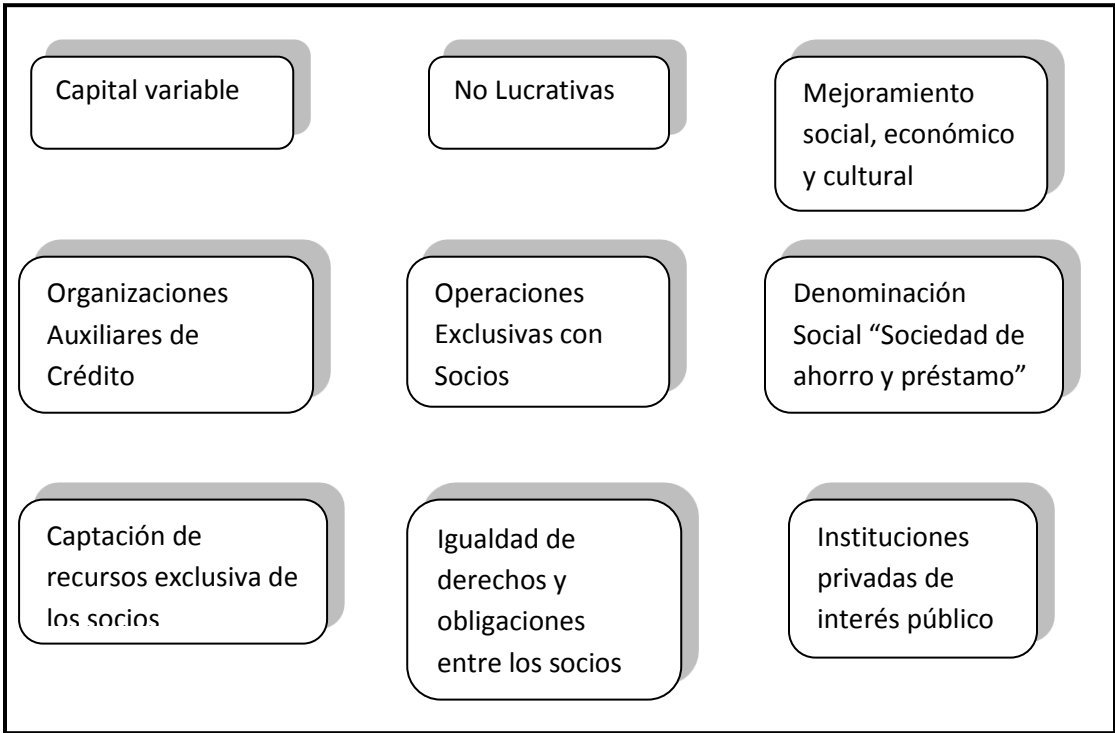 Capital variable
No Lucrativas
Mejoramiento
social, económico
y cultural
Organizaciones
Auxiliares de
Crédito
Operaciones
Exclusivas con
Socios
Denominación
Social “Sociedad de
ahorro y préstamo”
Captación de
recursos exclusiva de
los socios
Igualdad de
derechos y
obligaciones
entre los socios
Instituciones
privadas de
interés público